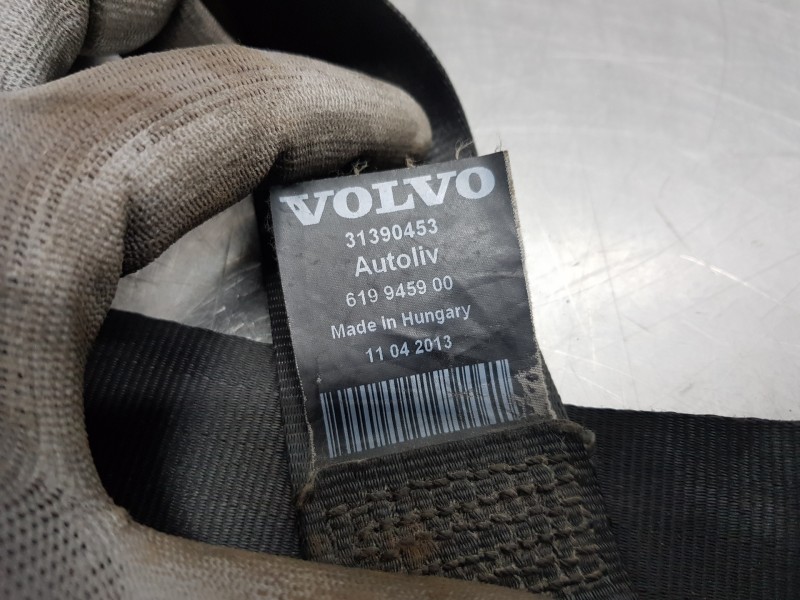 VOLVO
31390453
Autoliv
619 9459 00
Made in Hungary
11 04 2013